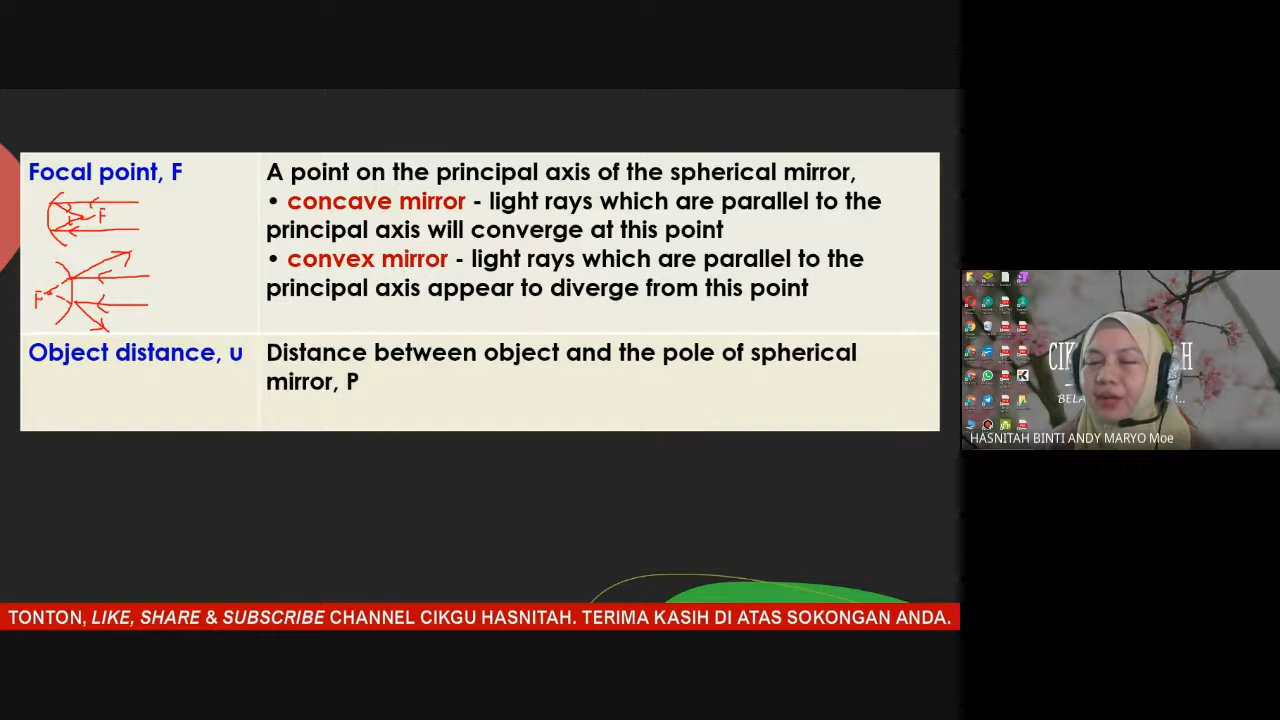 Focal point, F
F
F
A point on the principal axis of the spherical mirror,
• concave mirror - light rays which are parallel to the
principal axis will converge at this point
• convex mirror - light rays which are parallel to the
principal axis appear to diverge from this point
Object distance, u
Distance between object and the pole of spherical
mirror, P
HASNITAH BINTI ANDY MARYO Moe
TONTON, LIKE, SHARE & SUBSCRIBE CHANNEL CIKGU HASNITAH. TERIMA KASIH DI ATAS SOKONGAN ANDA.